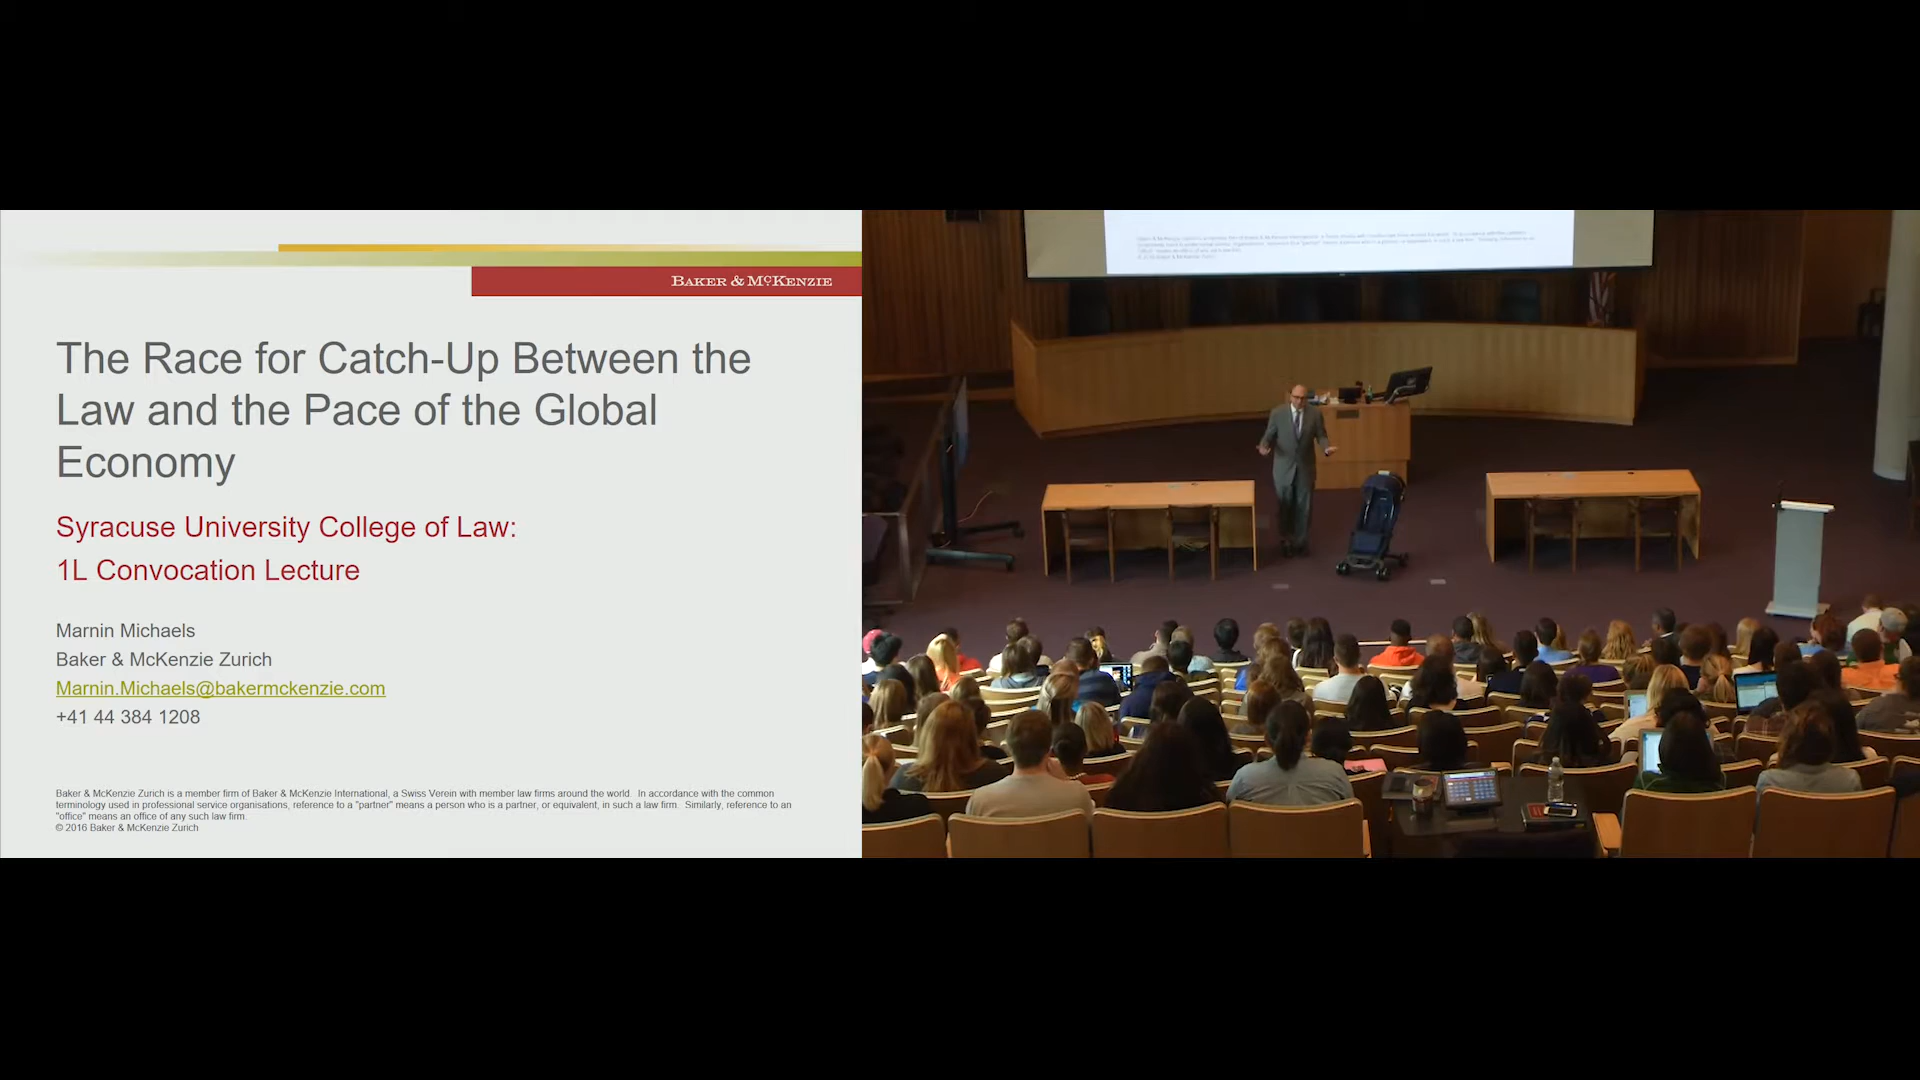 BAKER & MCKENZIE
The Race for Catch-Up Between the
Law and the Pace of the Global
Economy
Syracuse University College of Law:
1L Convocation Lecture
Marnin Michaels
Baker & McKenzie Zurich
Marnin.Michaels@bakermckenzie.com
+41 44 384 1208
Baker & McKenzie Zurich is a member firm of Baker & McKenzie International, a Swiss Verein with member law firms around the world. In accordance with the common
terminology used in professional service organisations, reference to a "partner" means a person who is a partner, or equivalent, in such a law firm. Similarly, reference to an
"office" means an office of any such law firm.
© 2016 Baker & McKenzie Zurich